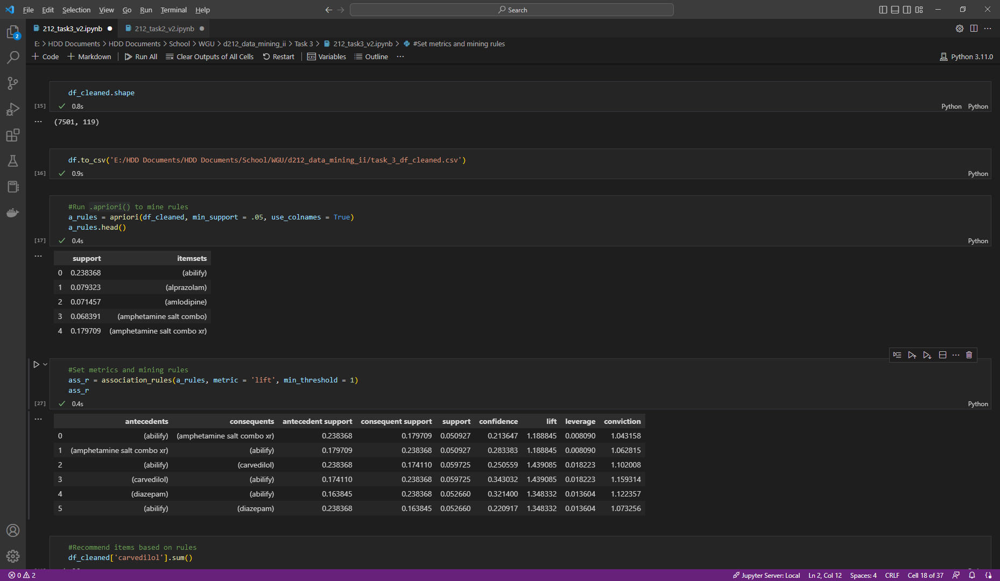 File Edit Selection View Go Run Terminal Help Search
212_task3_v2.ipynb 212_task2_v2.ipynb
E: > HDD Documents > HDD Documents > School > WGU > d212_data_mining_ii > Task 3 > 212_task3_v2.ipynb > #Set metrics and mining rules
+ Code + Markdown Run All Clear Outputs of All Cells Restart Variables Outline ... Python 3.11.0
2
df_cleaned.shape
[15] 0.8s Python Python
(7501, 119)
df.to_csv('E:/HDD Documents/HDD Documents/School/WGU/d212_data_mining_ii/task_3_df_cleaned.csv')
[16] 0.9s Python
#Run .apriori() to mine rules
a_rules = apriori(df_cleaned, min_support = .05, use_colnames = True)
a_rules.head()
[17] 0.4s Python
support itemsets
0 0.238368 (abilify)
1 0.079323 (alprazolam)
2 0.071457 (amlodipine)
3 0.068391 (amphetamine salt combo)
4 0.179709 (amphetamine salt combo xr)
#Set metrics and mining rules
ass_r = association_rules(a_rules, metric = 'lift', min_threshold = 1)
ass_r
[27] 0.4s Python
antecedents consequents antecedent support consequent support support confidence lift leverage conviction
0 (abilify) (amphetamine salt combo xr) 0.238368 0.179709 0.050927 0.213647 1.188845 0.008090 1.043158
1 (amphetamine salt combo xr) (abilify) 0.179709 0.238368 0.050927 0.283383 1.188845 0.008090 1.062815
2 (abilify) (carvedilol) 0.238368 0.174110 0.059725 0.250559 1.439085 0.018223 1.102008
3 (carvedilol) (abilify) 0.174110 0.238368 0.059725 0.343032 1.439085 0.018223 1.159314
4 (diazepam) (abilify) 0.163845 0.238368 0.052660 0.321400 1.348332 0.013604 1.122357
5 (abilify) (diazepam) 0.238368 0.163845 0.052660 0.220917 1.348332 0.013604 1.073256
#Recommend items based on rules
df_cleaned['carvedilol'].sum()
0 2 Jupyter Server: Local Ln 2, Col 12 Spaces: 4 CRLF Cell 18 of 37